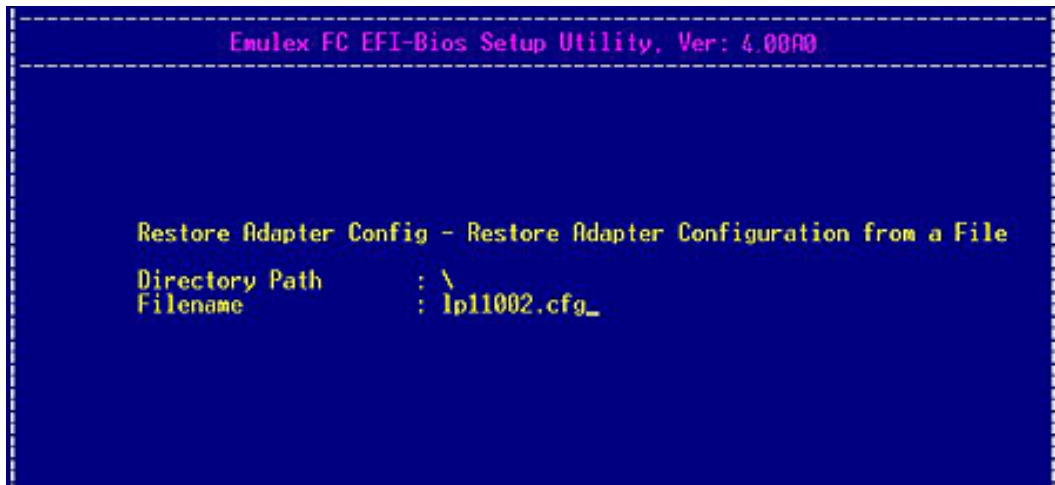 Emulex FC EFI-Bios Setup Utility, Ver: 4.00A0
Restore Adapter Config - Restore Adapter Configuration from a File
Directory Path : \
Filename : lp11002.cfg_